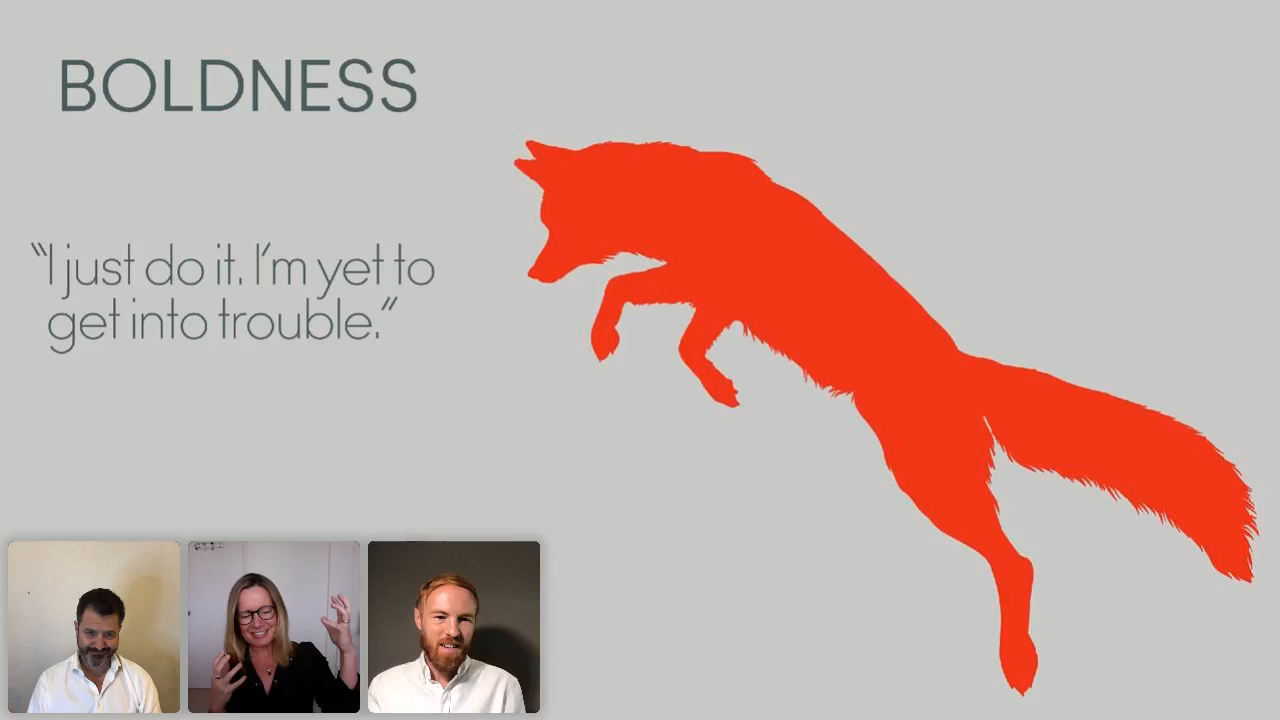 BOLDNESS
“I just do it. I’m yet to
get into trouble.”